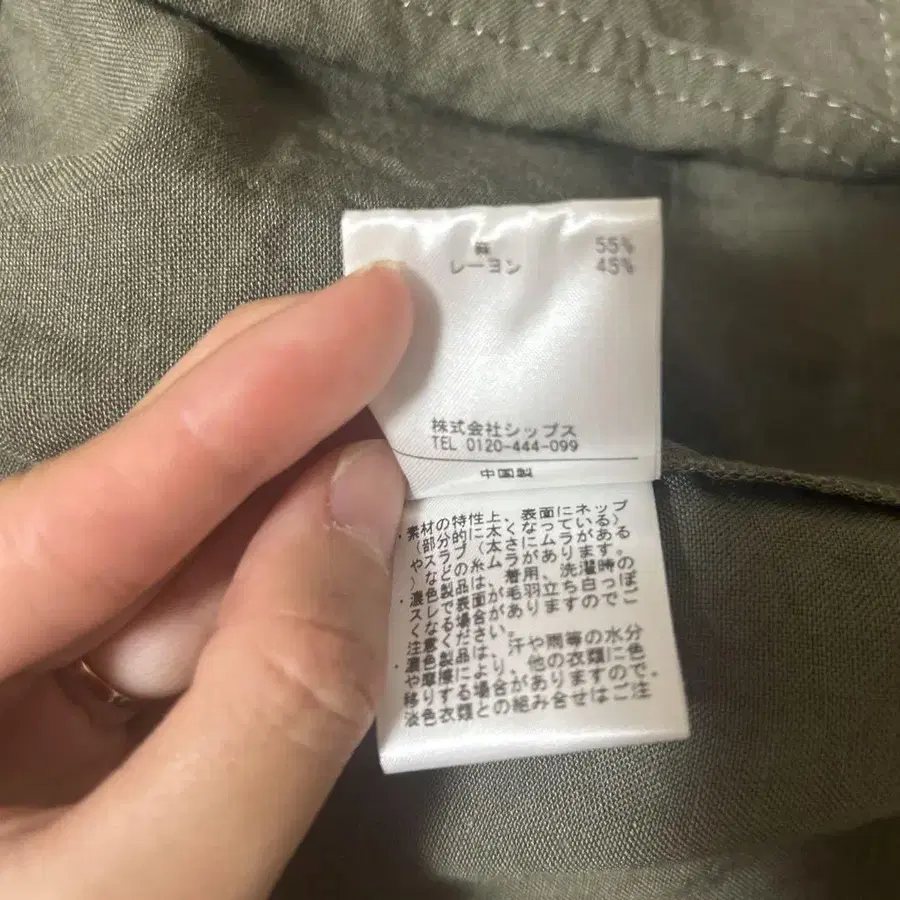 麻 55%
レーヨン 45%
株式会社シップス
TEL 0120-444-099
中国製
・素材の特性上、表面にネップ
（部分的に太くなっている）
やスラブ（太さにムラがある
）などの糸ムラがあります。
・濃色製品は、着用、洗濯時の
スレで表面が毛羽立ち白っぽ
くなる場合がありますのでご
注意ください。
・濃色製品は、汗や雨等の水分
や摩擦により、他の衣類に色
移りする場合がありますので、
淡色衣類との組み合せはご注